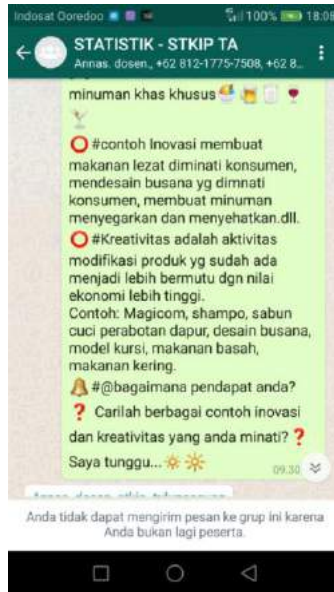 Indosat Ooredoo 100% 18:08
STATISTIK - STKIP TA
Annas. dosen., +62 812-1775-7508, +62 8...
minuman khas khusus
#contoh Inovasi membuat
makanan lezat diminati konsumen,
mendesain busana yg dimnati
konsumen, membuat minuman
menyegarkan dan menyehatkan.dll.
#Kreativitas adalah aktivitas
modifikasi produk yg sudah ada
menjadi lebih bermutu dgn nilai
ekonomi lebih tinggi.
Contoh: Magicom, shampo, sabun
cuci perabotan dapur, desain busana,
model kursi, makanan basah,
makanan kering.
#@bagaimana pendapat anda?
❓ Carilah berbagai contoh inovasi
dan kreativitas yang anda minati? ❓
Saya tunggu...
09.30
Anda tidak dapat mengirim pesan ke grup ini karena
Anda bukan lagi peserta.